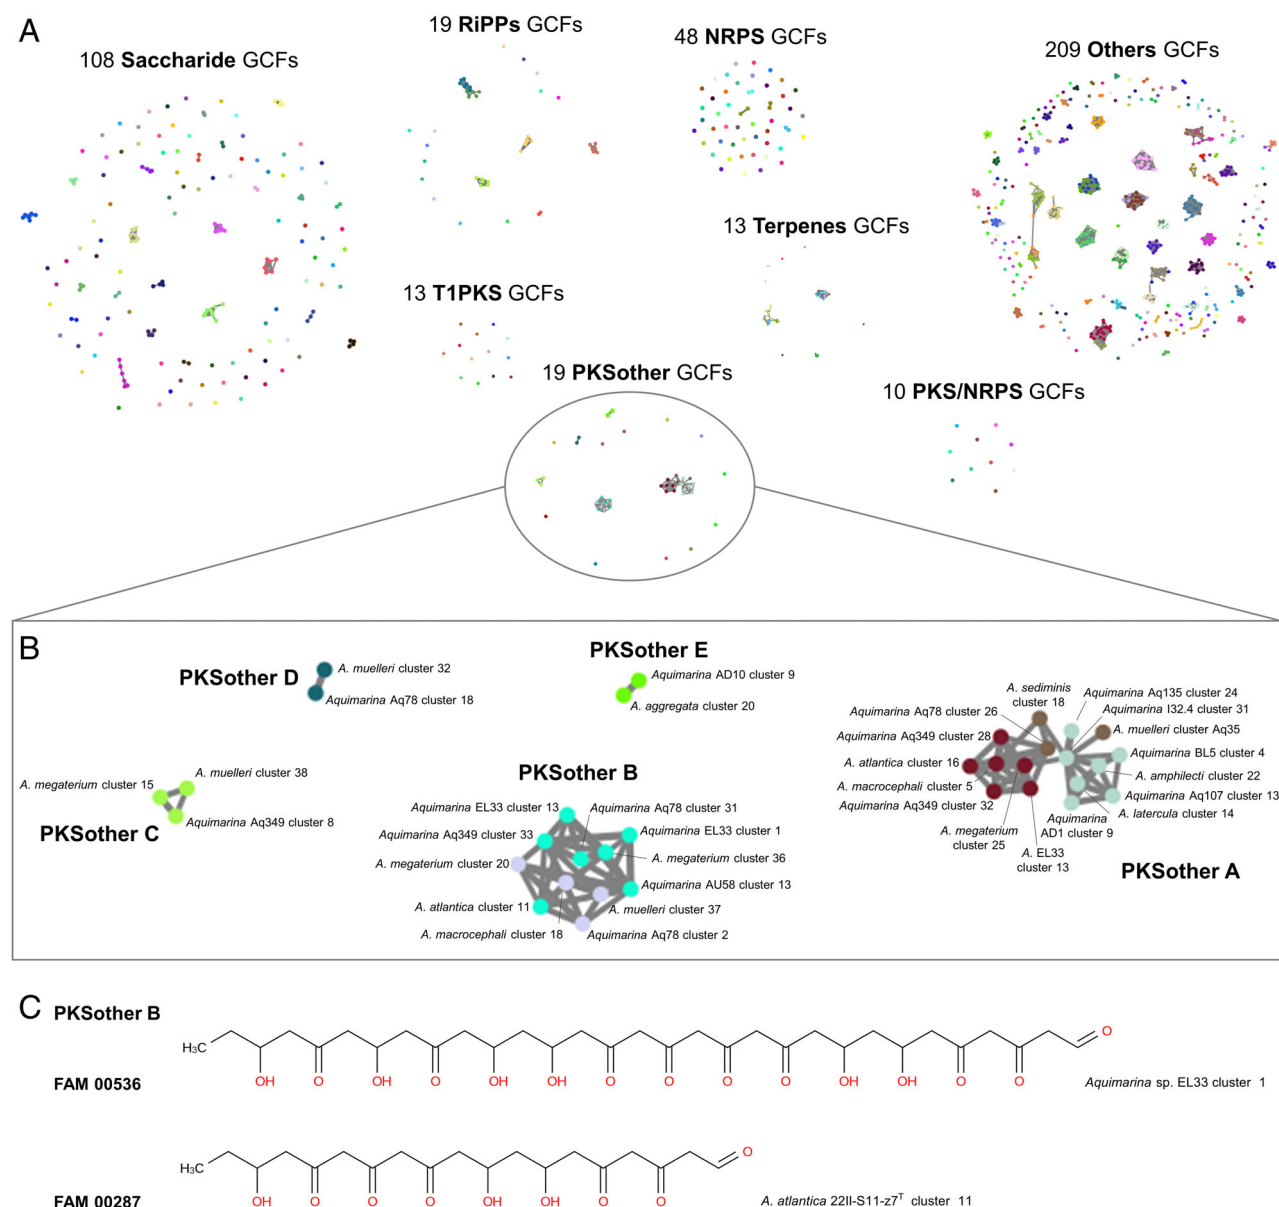 A
108 Saccharide GCFs
19 RiPPs GCFs
48 NRPS GCFs
209 Others GCFs
13 T1PKS GCFs
13 Terpenes GCFs
19 PKSother GCFs
10 PKS/NRPS GCFs
B
PKSother D
A. muelleri cluster 32
Aquimarina Aq78 cluster 18
PKSother E
Aquimarina AD10 cluster 9
A. aggregata cluster 20
A. megaterium cluster 15
A. muelleri cluster 38
Aquimarina Aq349 cluster 8
PKSother C
PKSother B
Aquimarina EL33 cluster 13
Aquimarina Aq78 cluster 31
Aquimarina Aq349 cluster 33
Aquimarina EL33 cluster 1
A. megaterium cluster 20
A. megaterium cluster 36
Aquimarina AU58 cluster 13
A. atlantica cluster 11
A. muelleri cluster 37
A. macrocephali cluster 18
Aquimarina Aq78 cluster 2
A. sediminis
cluster 18
Aquimarina Aq135 cluster 24
Aquimarina Aq78 cluster 26
Aquimarina I32.4 cluster 31
Aquimarina Aq349 cluster 28
A. muelleri cluster Aq35
A. atlantica cluster 16
Aquimarina BL5 cluster 4
A. macrocephali cluster 5
A. amphilecti cluster 22
Aquimarina Aq349 cluster 32
Aquimarina Aq107 cluster 13
A. latercula cluster 14
Aquimarina
AD1 cluster 9
A. megaterium
cluster 25
A. EL33
cluster 13
PKSother A
C
PKSother B
H₃C
O
OH O OH O OH OH O O O O OH OH O O
FAM 00536
Aquimarina sp. EL33 cluster 1
H₃C
O
OH O O O OH OH O O
FAM 00287
A. atlantica 22II-S11-z7ᵀ cluster 11